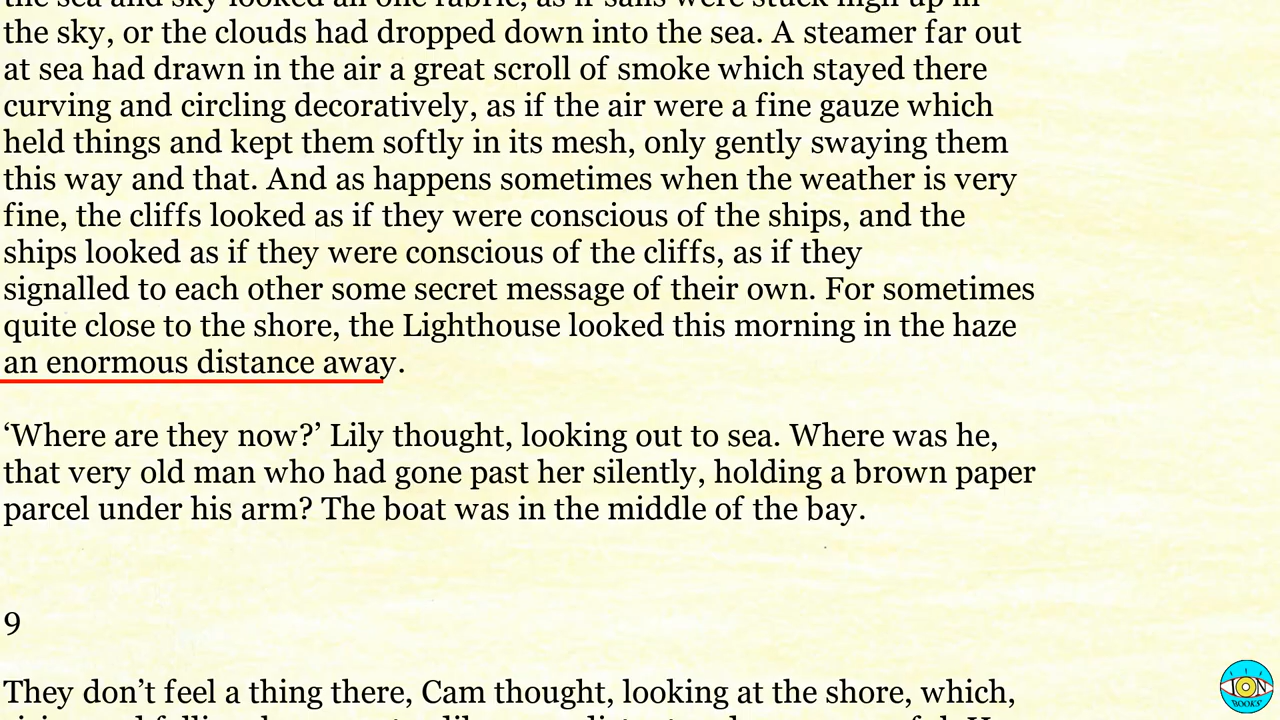 the sea and sky looked all one fabric, as if sails were stuck high up in
the sky, or the clouds had dropped down into the sea. A steamer far out
at sea had drawn in the air a great scroll of smoke which stayed there
curving and circling decoratively, as if the air were a fine gauze which
held things and kept them softly in its mesh, only gently swaying them
this way and that. And as happens sometimes when the weather is very
fine, the cliffs looked as if they were conscious of the ships, and the
ships looked as if they were conscious of the cliffs, as if they
signalled to each other some secret message of their own. For sometimes
quite close to the shore, the Lighthouse looked this morning in the haze
an enormous distance away.
‘Where are they now?’ Lily thought, looking out to sea. Where was he,
that very old man who had gone past her silently, holding a brown paper
parcel under his arm? The boat was in the middle of the bay.
9
They don’t feel a thing there, Cam thought, looking at the shore, which,
ION
BOOKS